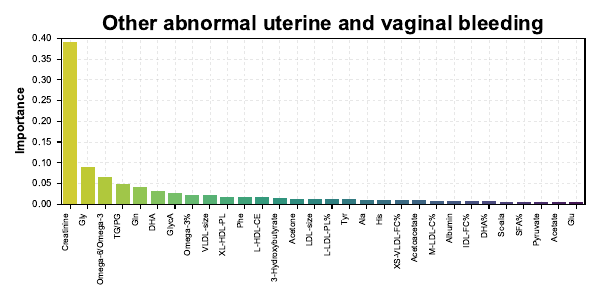 Other abnormal uterine and vaginal bleeding
Importance
0.40
0.35
0.30
0.25
0.20
0.15
0.10
0.05
0.00
Creatinine
Gly
Omega-6/Omega-3
TG/PG
Gln
DHA
GlycA
Omega-3%
VLDL-size
XL-HDL-PL
Phe
L-HDL-CE
3-Hydroxybutyrate
Acetone
LDL-size
L-LDL-PL%
Tyr
Ala
His
XS-VLDL-FC%
Acetoacetate
M-LDL-C%
Albumin
IDL-FC%
DHA%
SFA%
Pyruvate
Acetate
Glu